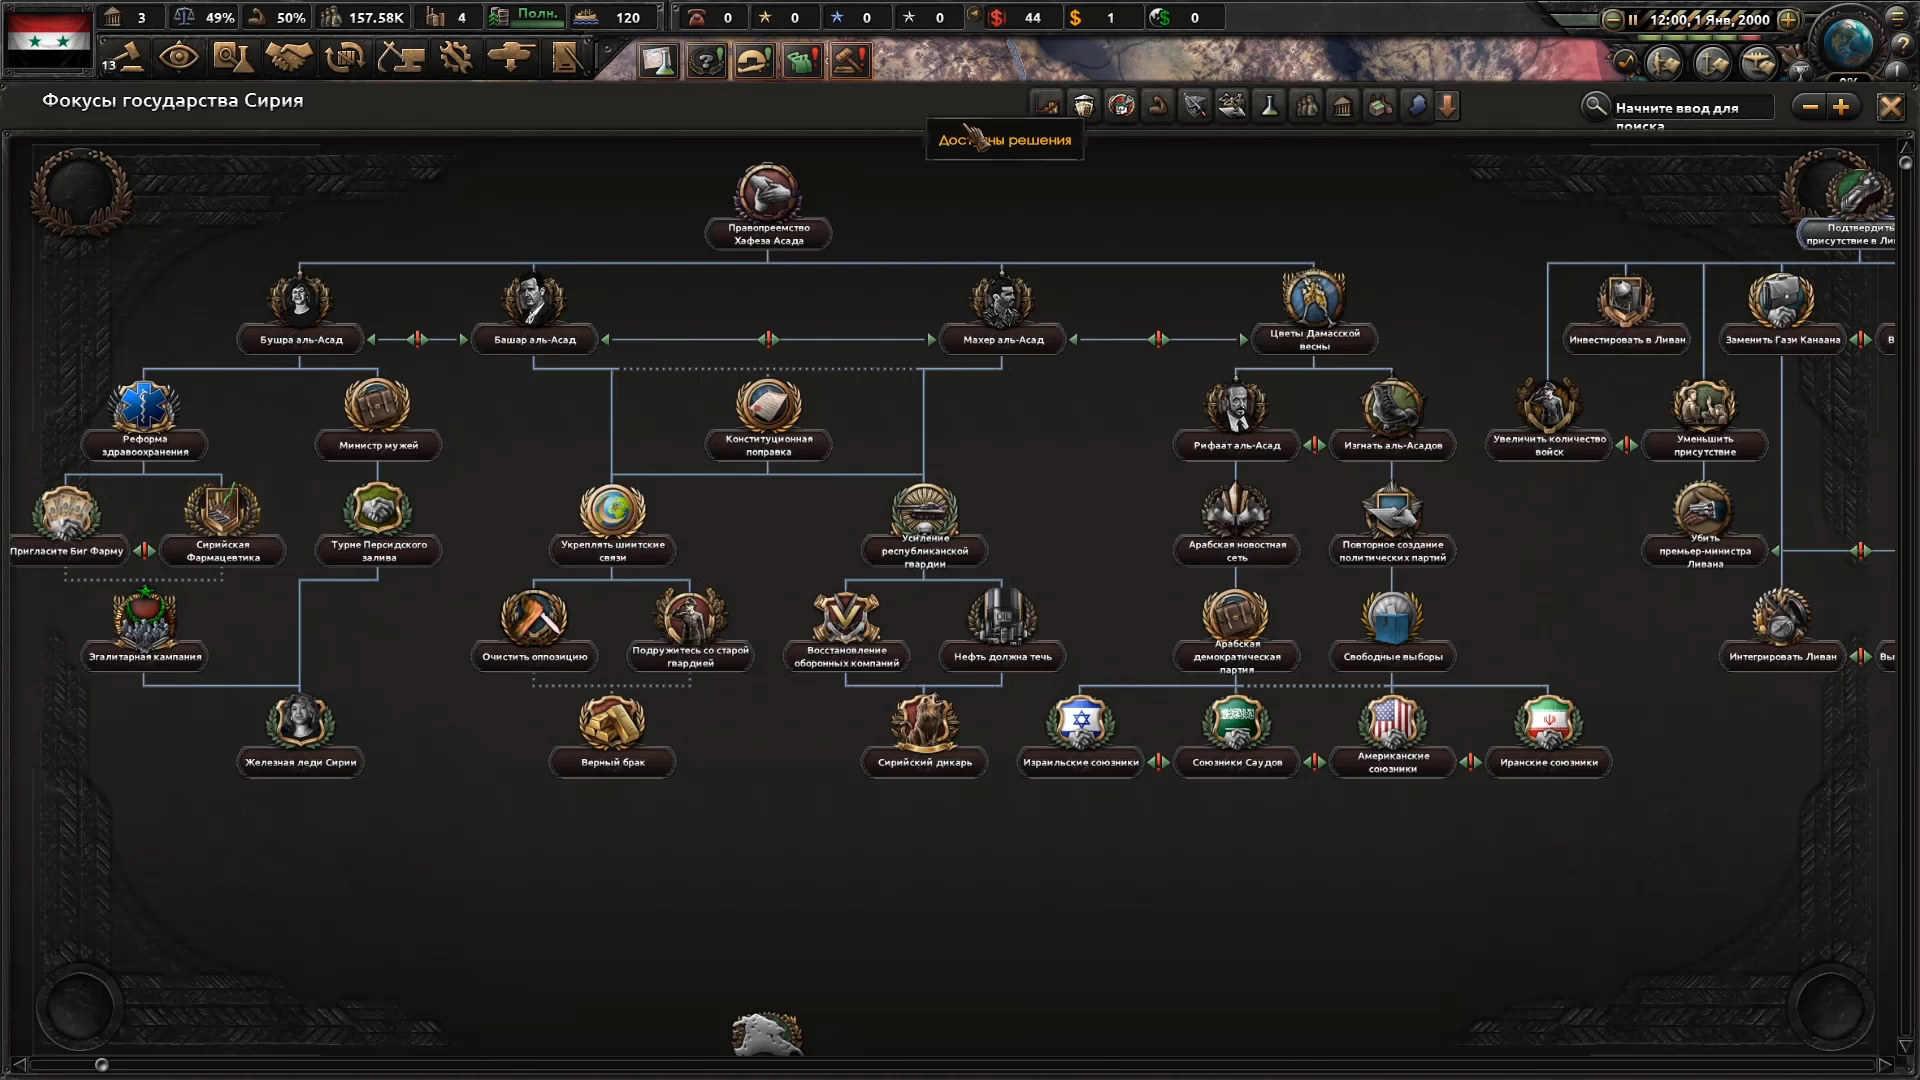 3
49%
50%
157.58K
4
Полн.
120
0
0
0
0
44
1
0
12:00, 1 Янв, 2000
13
0%
Фокусы государства Сирия
Начните ввод для
поиска
Правопреемство
Хафеза Асада
Подтвердить
Бушра аль-Асад
Башар аль-Асад
Махер аль-Асад
Цветы Дамасской
весны
Инвестировать в Ливан
Заменить Гази Канаана
Реформа
здравоохранения
Министр мужей
Конституционная
поправка
Рифаат аль-Асад
Изгнать аль-Асадов
Увеличить количество
войск
Уменьшить
присутствие
Пригласите Биг Фарму
Сирийская
Фармацевтика
Турне Персидского
залива
Укреплять шиитские
связи
Усиление
республиканской
гвардии
Арабская новостная
сеть
Повторное создание
политических партий
Убить
премьер-министра
Ливана
Эгалитарная кампания
Очистить оппозицию
Подружитесь со старой
гвардией
Восстановление
оборонных компаний
OIL
Нефть должна течь
Арабская
демократическая
партия
Свободные выборы
Интегрировать Ливан
Железная леди Сирии
Верный брак
Сирийский дикарь
Израильские союзники
Союзники Саудов
Американские
союзники
Иранские союзники